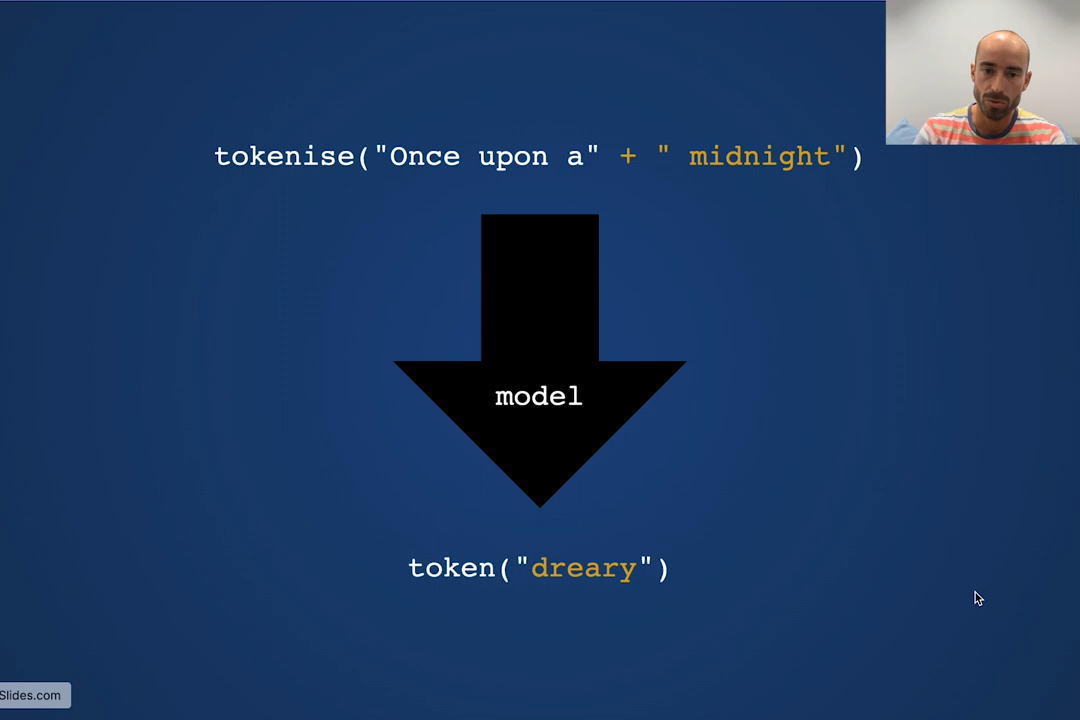 tokenise("Once upon a" + " midnight")
model
token("dreary")
Slides.com